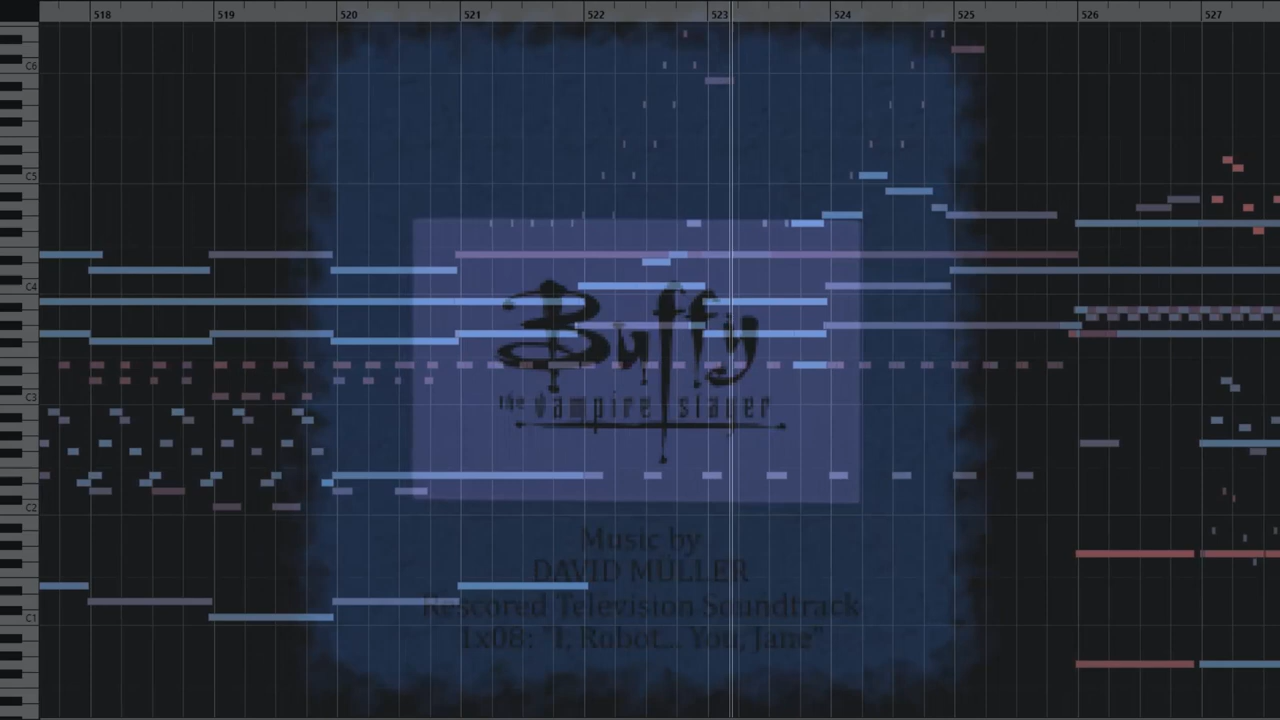 518 519 520 521 522 523 524 525 526 527
C6
C5
C4
Buffy
C3
the vampire slayer
C2
Music by
DAVID MÜLLER
Rescored Television Soundtrack
C1
1x08: "I, Robot... You, Jane"